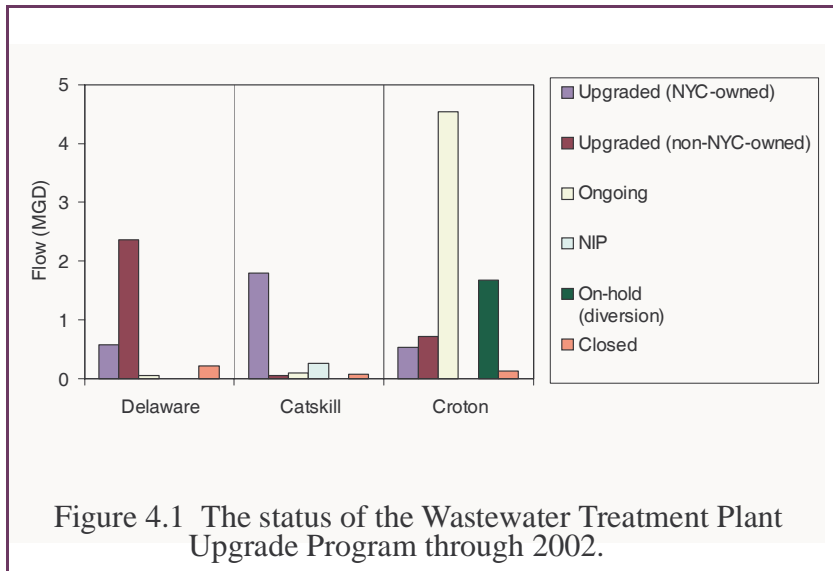 5
4
3
2
1
0
Flow (MGD)
Delaware
Catskill
Croton
Upgraded (NYC-owned)
Upgraded (non-NYC-owned)
Ongoing
NIP
On-hold
(diversion)
Closed
Figure 4.1 The status of the Wastewater Treatment Plant
Upgrade Program through 2002.